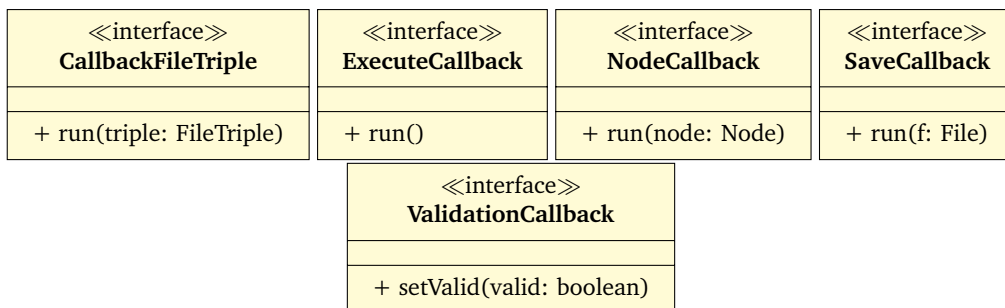 ≪interface≫
CallbackFileTriple
+ run(triple: FileTriple)
≪interface≫
ExecuteCallback
+ run()
≪interface≫
NodeCallback
+ run(node: Node)
≪interface≫
SaveCallback
+ run(f: File)
≪interface≫
ValidationCallback
+ setValid(valid: boolean)